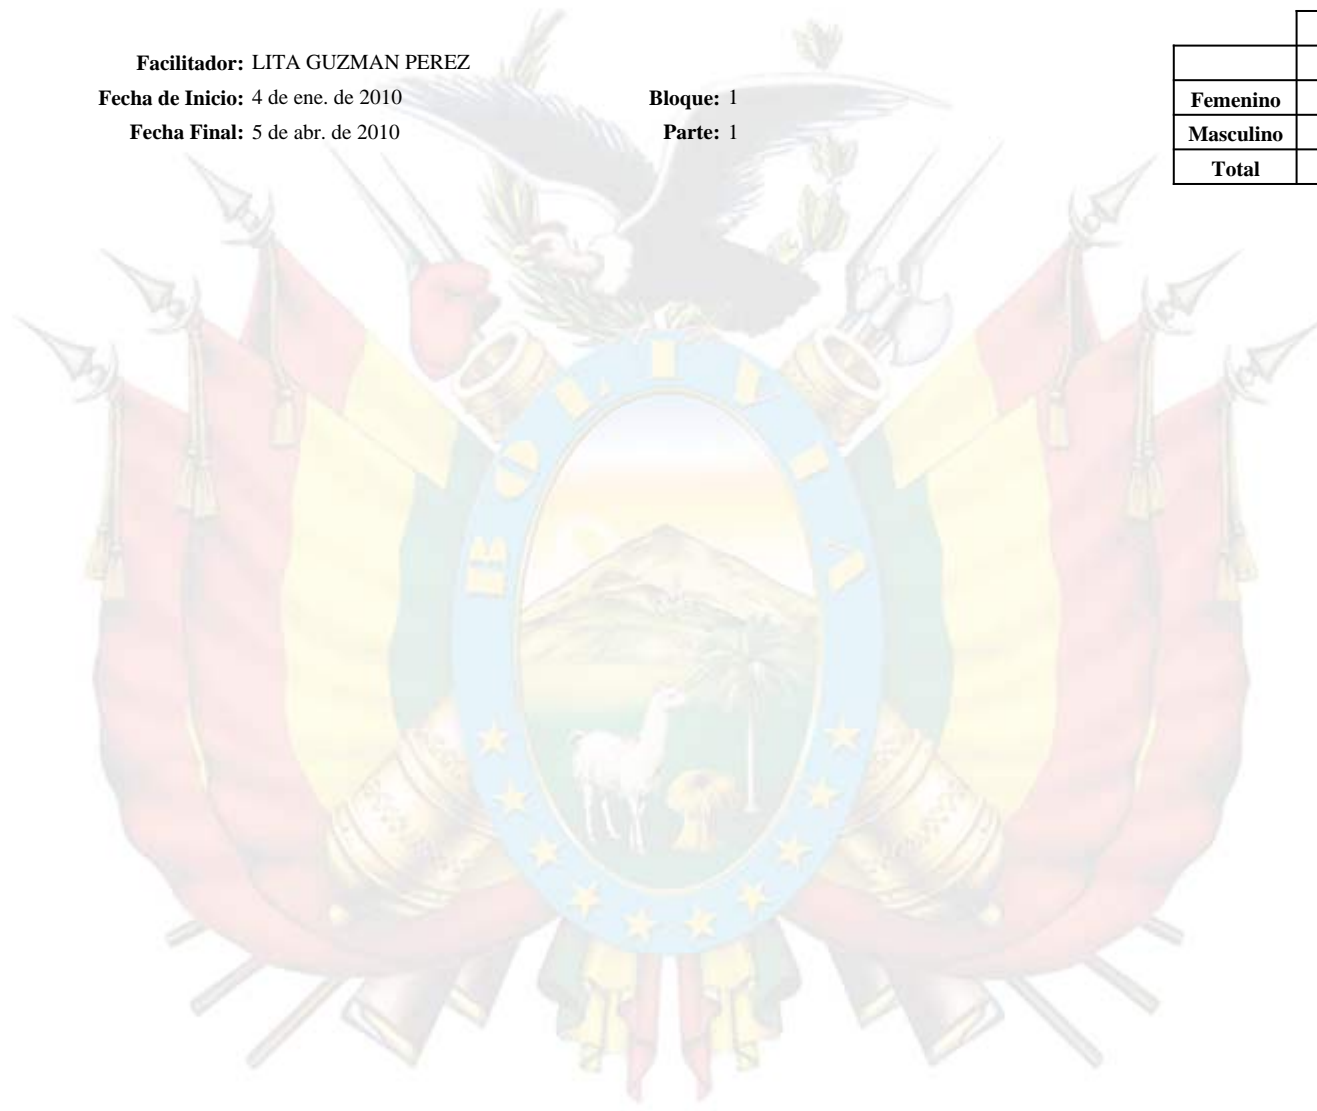 Facilitador: LITA GUZMAN PEREZ
Fecha de Inicio: 4 de ene. de 2010 Bloque: 1
Fecha Final: 5 de abr. de 2010 Parte: 1
Femenino
Masculino
Total
BOLIVIA